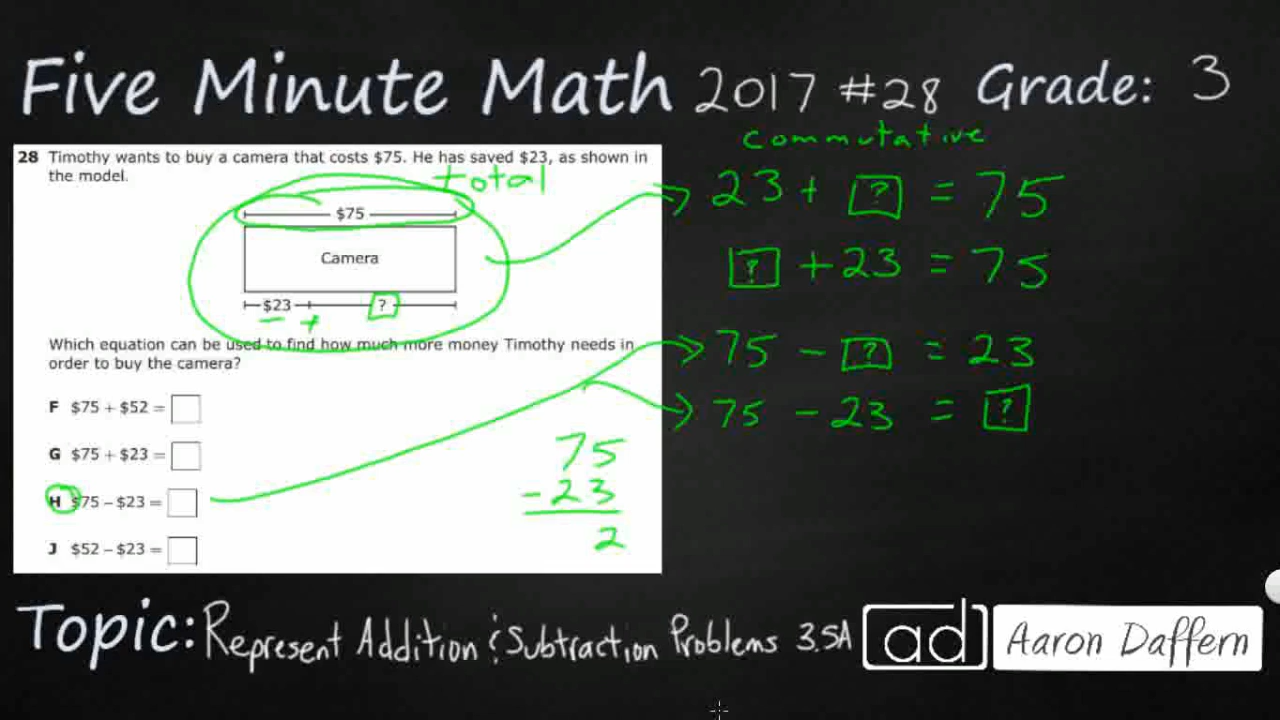 Five Minute Math 2017 #28 Grade: 3
commutative
28 Timothy wants to buy a camera that costs $75. He has saved $23, as shown in
the model.
total
$75
Camera
$23 ?
- +
Which equation can be used to find how much more money Timothy needs in
order to buy the camera?
F $75 + $52 =
G $75 + $23 =
H $75 – $23 =
J $52 – $23 =
75
-23
2
23 + ? = 75
? + 23 = 75
75 - ? = 23
75 - 23 = ?
Topic: Represent Addition & Subtraction Problems 3.5A
ad Aaron Daffern